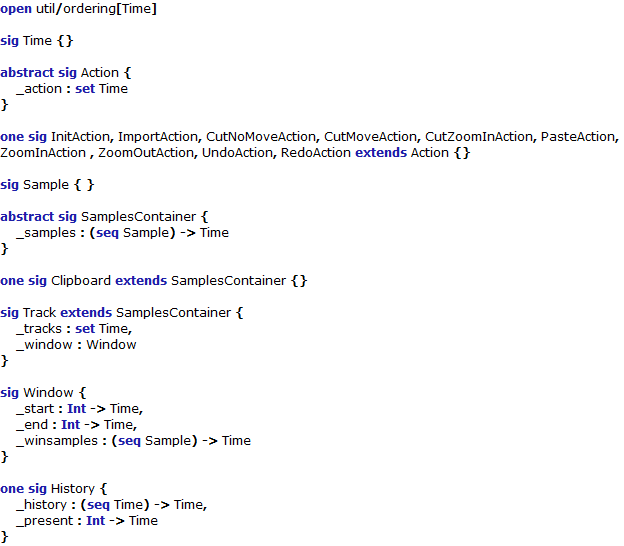 open util/ordering[Time]
sig Time {}
abstract sig Action {
_action : set Time
}
one sig InitAction, ImportAction, CutNoMoveAction, CutMoveAction, CutZoomInAction, PasteAction,
ZoomInAction , ZoomOutAction, UndoAction, RedoAction extends Action {}
sig Sample { }
abstract sig SamplesContainer {
_samples : (seq Sample) -> Time
}
one sig Clipboard extends SamplesContainer {}
sig Track extends SamplesContainer {
_tracks : set Time,
_window : Window
}
sig Window {
_start : Int -> Time,
_end : Int -> Time,
_winsamples : (seq Sample) -> Time
}
one sig History {
_history : (seq Time) -> Time,
_present : Int -> Time
}